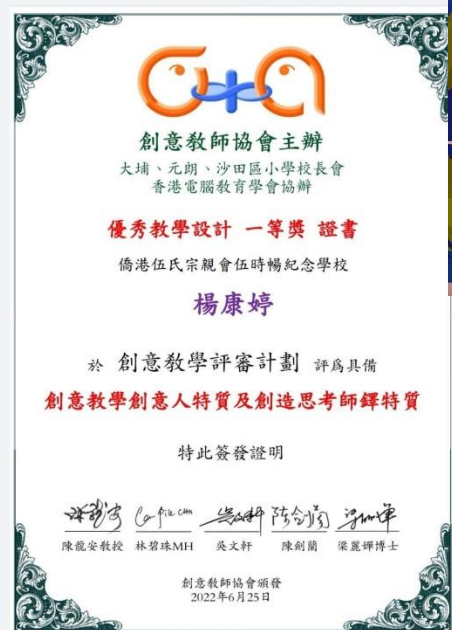 創意教師協會主辦
大埔、元朗、沙田區小學校長會
香港電腦教育學會協辦
優秀教學設計 一等獎 證書
僑港伍氏宗親會伍時暢紀念學校
楊康婷
於 創意教學評審計劃 評為具備
創意教學創意人特質及創造思考師鐸特質
特此簽發證明
陳龍安教授 林碧珠MH 吳文軒 陳劍蘭 梁麗嬋博士
創意教師協會頒發
2022年6月25日